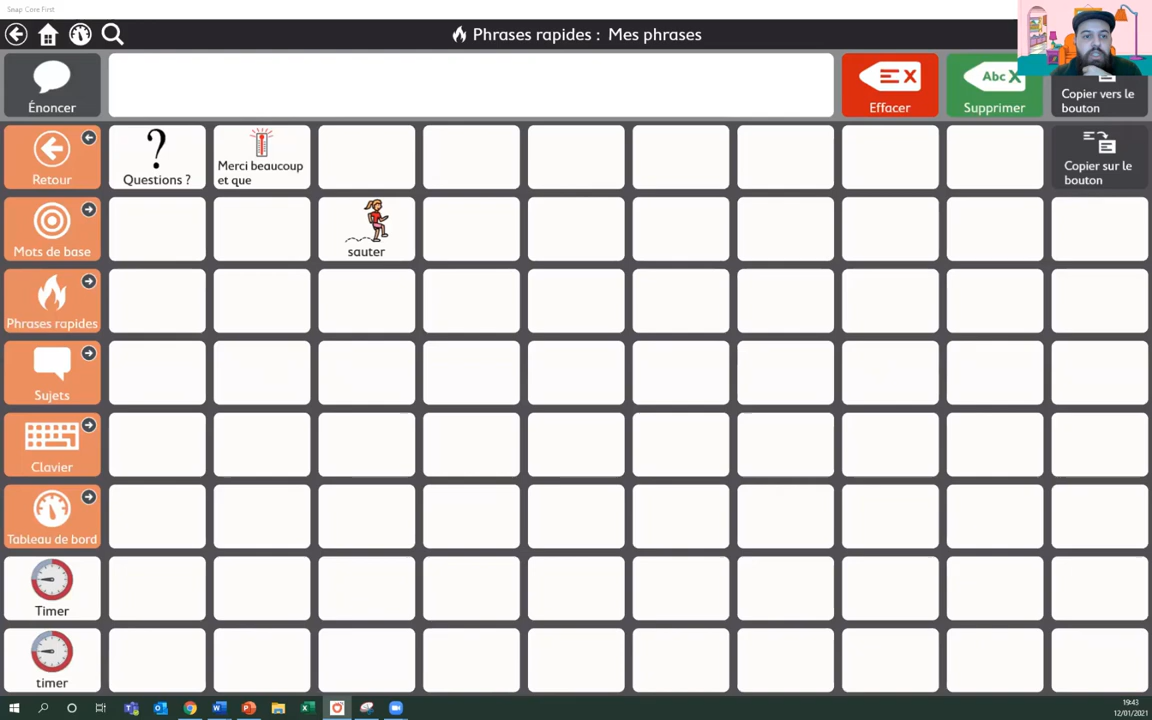 Snap Core First
Phrases rapides : Mes phrases
Énoncer
Effacer
Abc
Supprimer
Copier vers le
bouton
Retour
Questions ?
Merci beaucoup
et que
Copier sur le
bouton
Mots de base
sauter
Phrases rapides
Sujets
Clavier
Tableau de bord
Timer
timer
19:43
12/01/2021